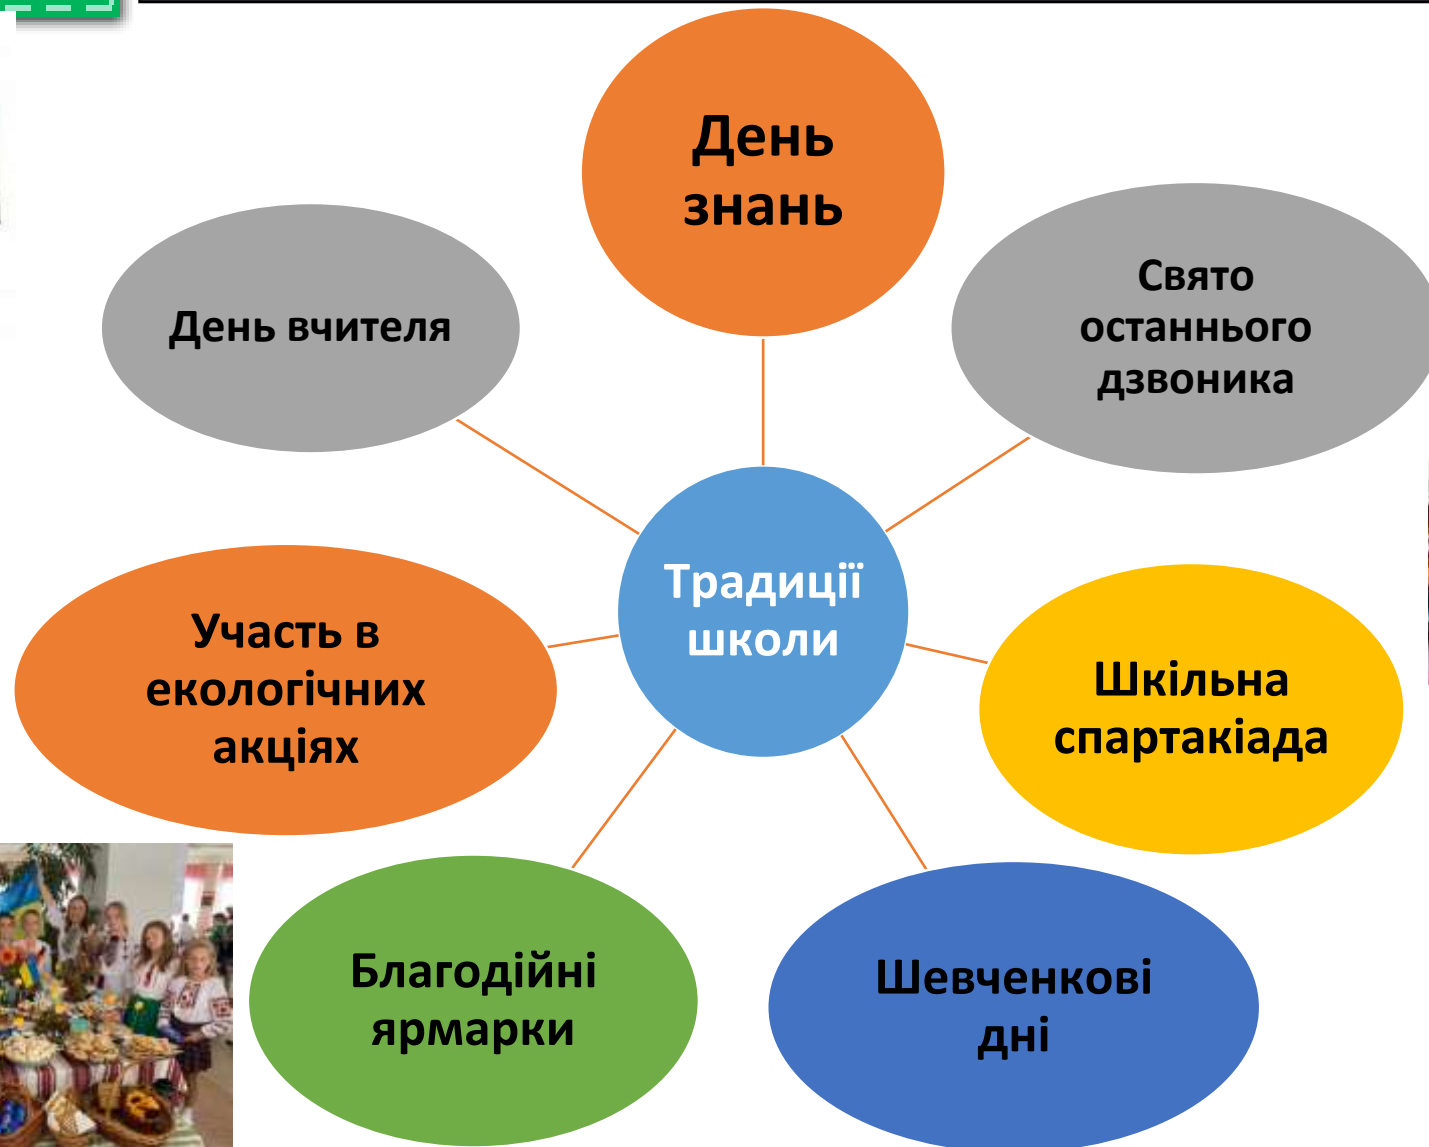 День
знань
День вчителя
Свято
останнього
дзвоника
Традиції
школи
Участь в
екологічних
акціях
Шкільна
спартакіада
Благодійні
ярмарки
Шевченкові
дні